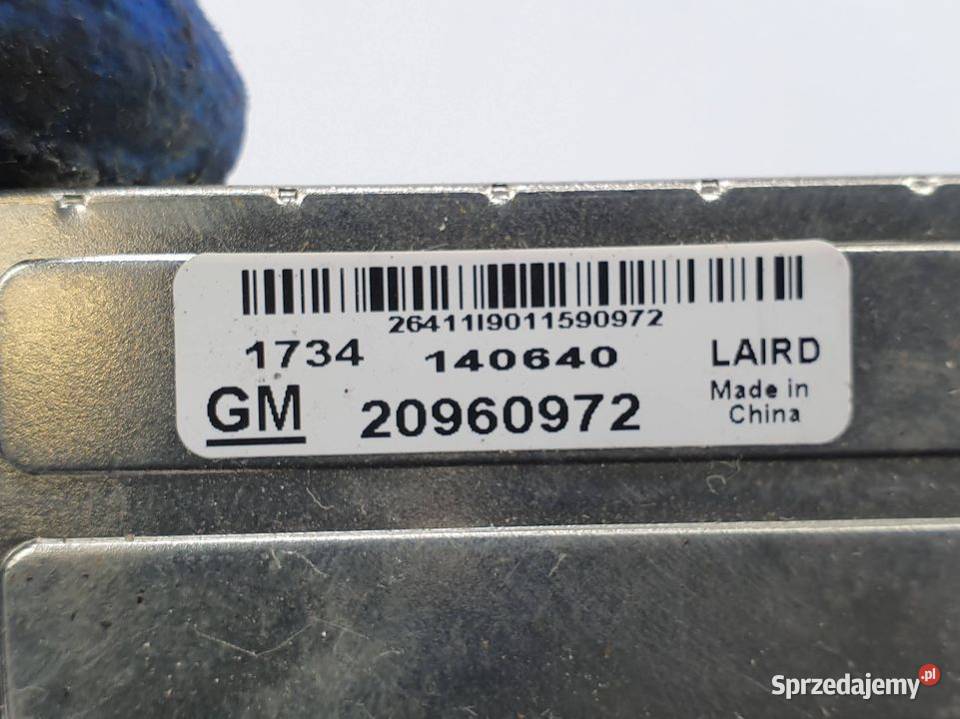 26411I9011590972
1734 140640 LAIRD
GM 20960972 Made in
China
Sprzedajemy.pl